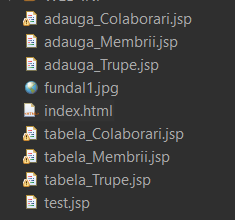 adauga_Colaborari.jsp
adauga_Membrii.jsp
adauga_Trupe.jsp
fundal1.jpg
index.html
tabela_Colaborari.jsp
tabela_Membrii.jsp
tabela_Trupe.jsp
test.jsp